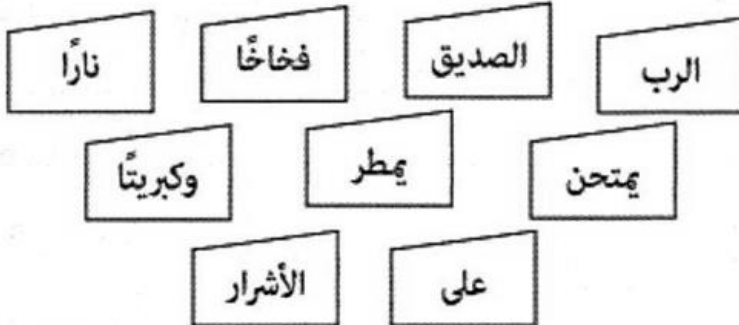 الرب الصديق فخاخًا نارًا
يمتحن يمطر وكبريتًا
على الأشرار